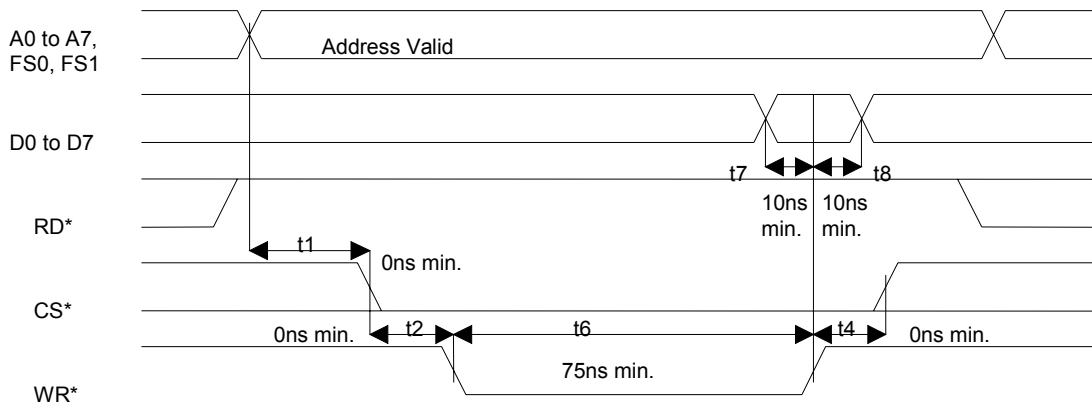 A0 to A7,
FS0, FS1
Address Valid
D0 to D7
t7
t8
10ns
min.
10ns
min.
RD*
t1
0ns min.
CS*
0ns min.
t2
t6
t4
0ns min.
75ns min.
WR*